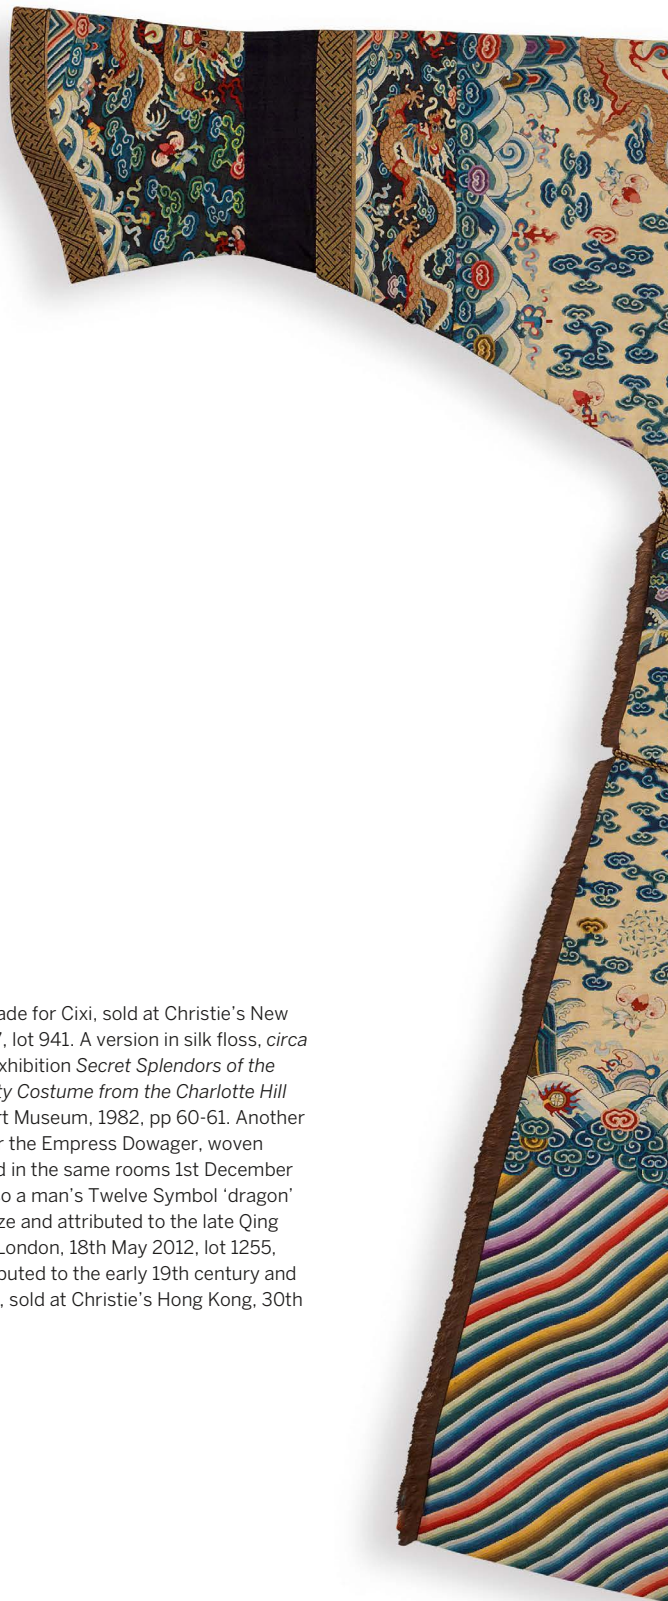 ade for Cixi, sold at Christie's New
, lot 941. A version in silk floss, circa
xhibition Secret Splendors of the
ty Costume from the Charlotte Hill
rt Museum, 1982, pp 60-61. Another
r the Empress Dowager, woven
d in the same rooms 1st December
o a man's Twelve Symbol 'dragon'
ze and attributed to the late Qing
London, 18th May 2012, lot 1255,
buted to the early 19th century and
, sold at Christie's Hong Kong, 30th